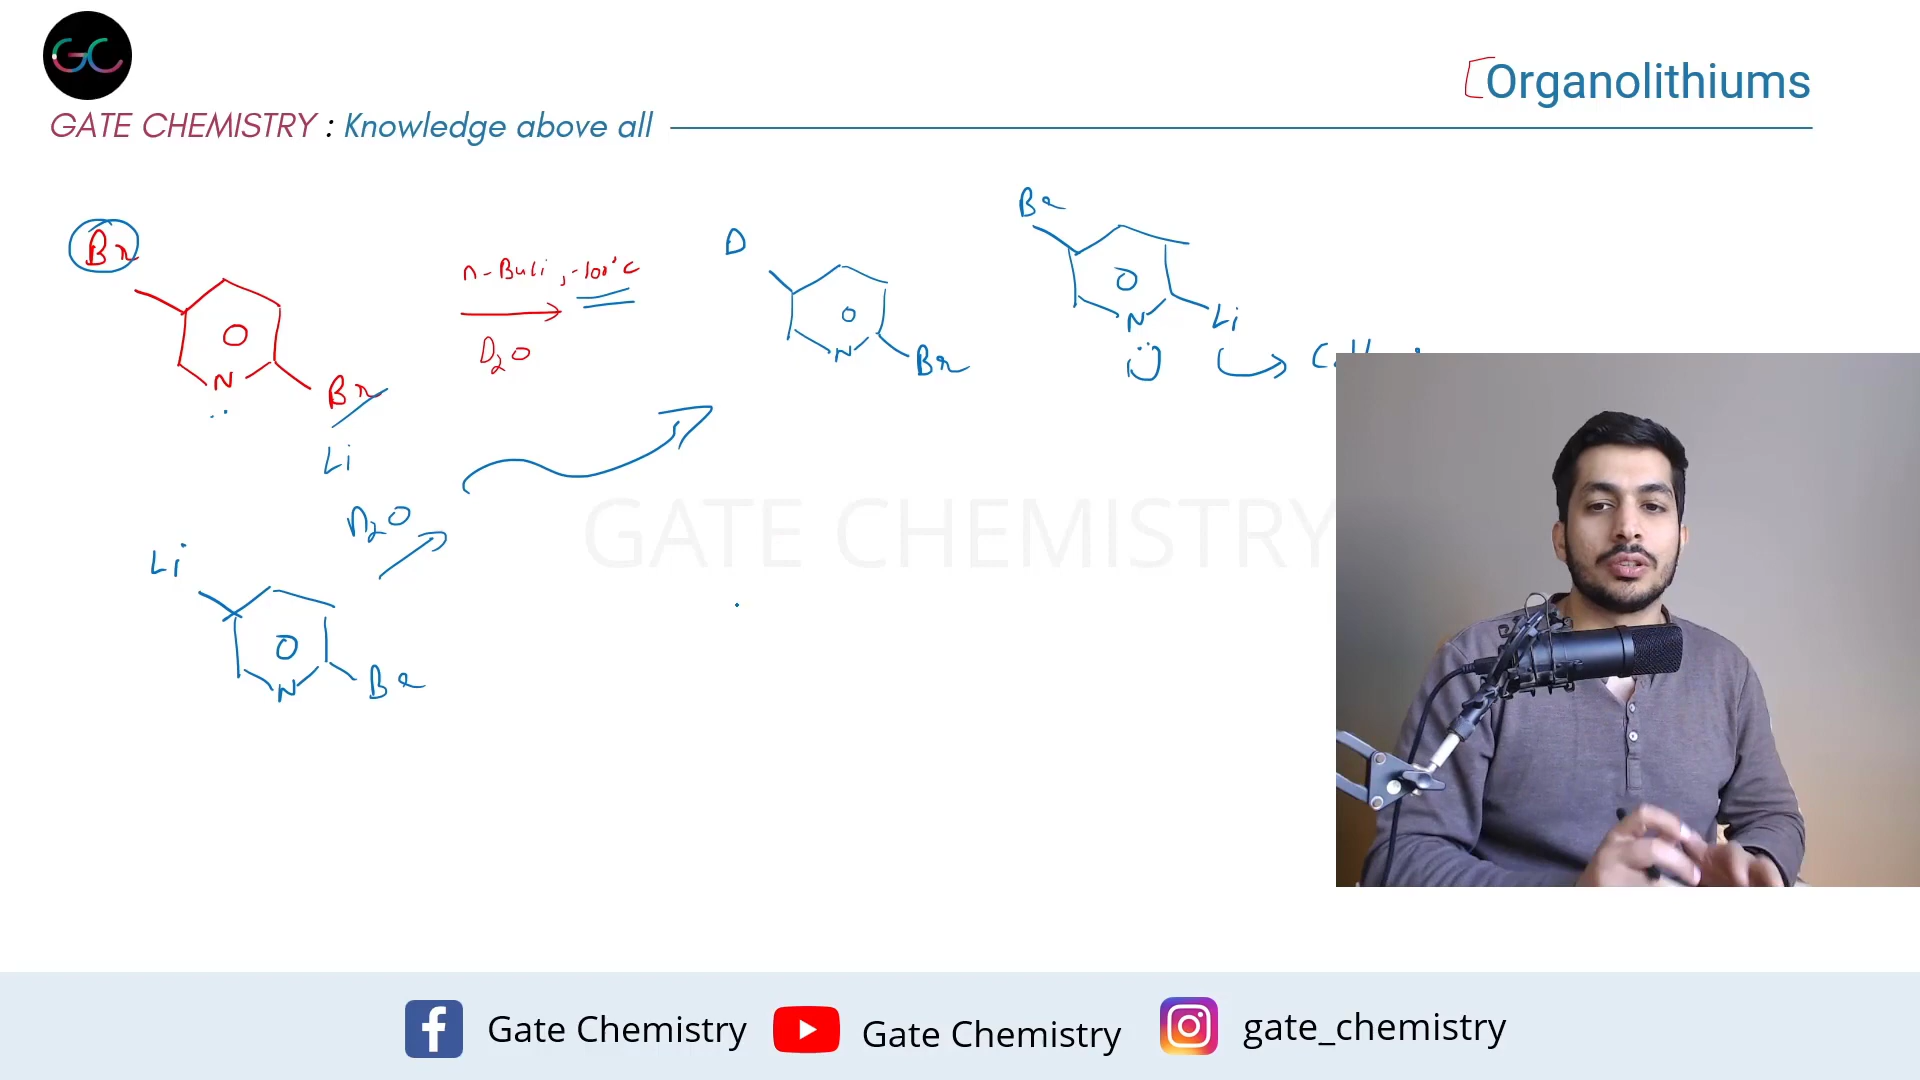 GC
Organolithiums
GATE CHEMISTRY : Knowledge above all
Br
n-BuLi, -100°C
D₂O
N
Br
Li
D
N
Br
Br
N
Li
D₂O
Li
N
Br
GATE CHEMISTRY
Gate Chemistry
Gate Chemistry
gate_chemistry